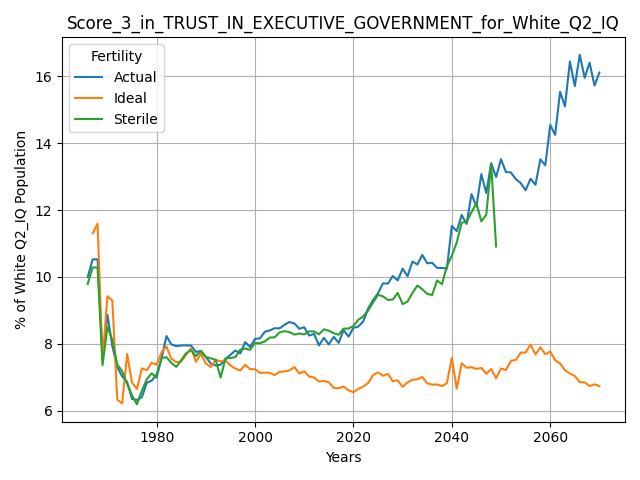 Score_3_in_TRUST_IN_EXECUTIVE_GOVERNMENT_for_White_Q2_IQ
Fertility
Actual
Ideal
Sterile
% of White Q2_IQ Population
16
14
12
10
8
6
1980
2000
2020
2040
2060
Years